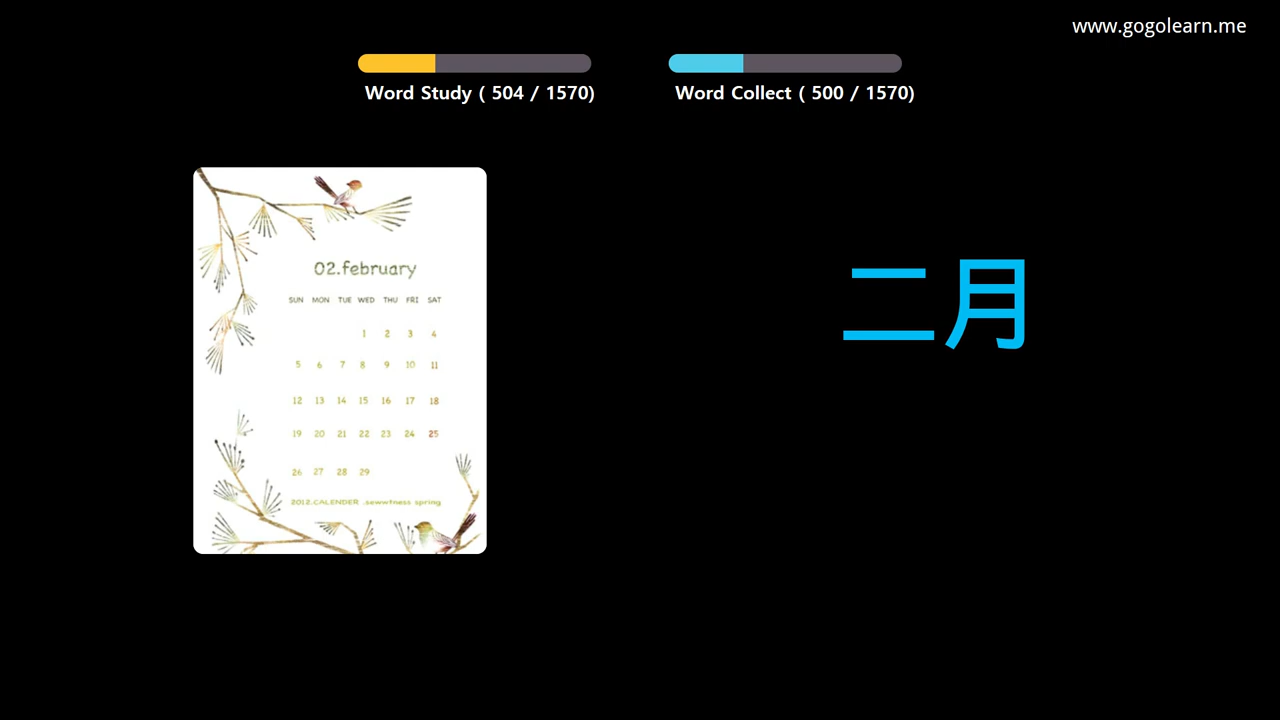 www.gogolearn.me
Word Study ( 504 / 1570)
Word Collect ( 500 / 1570)
02.february
SUN MON TUE WED THU FRI SAT
1 2 3 4
5 6 7 8 9 10 11
12 13 14 15 16 17 18
19 20 21 22 23 24 25
26 27 28 29
2012.CALENDER .sewwtness spring
二月